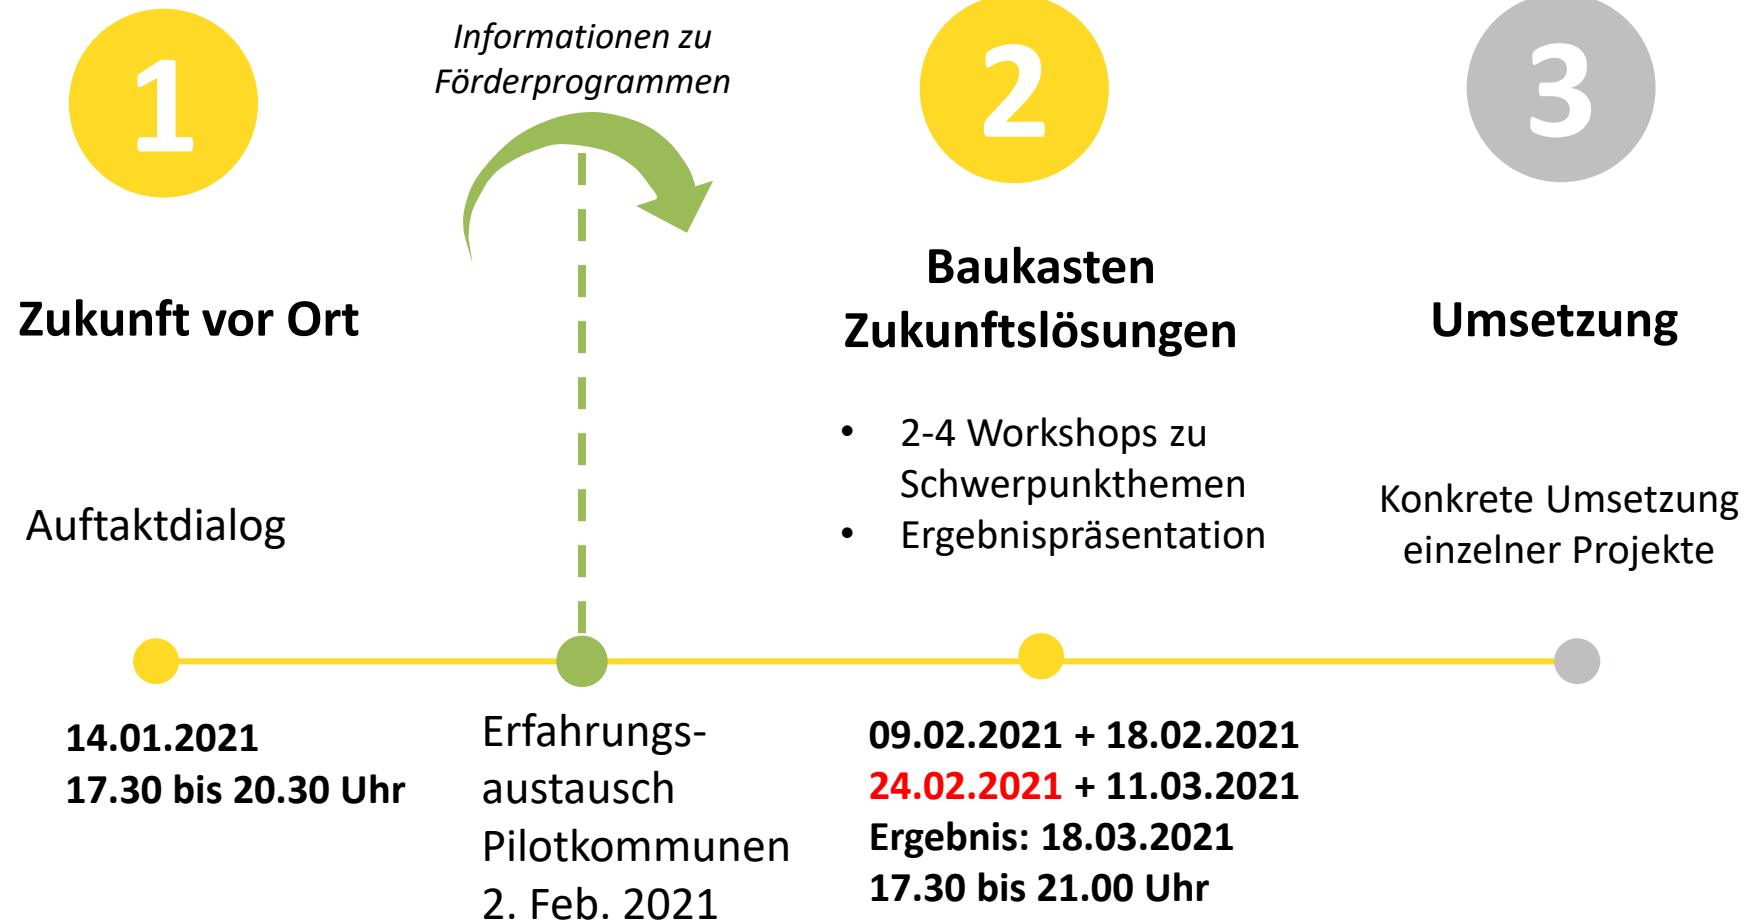 1
Zukunft vor Ort
Auftaktdialog
14.01.2021
17.30 bis 20.30 Uhr
Informationen zu
Förderprogrammen
Erfahrungs-
austausch
Pilotkommunen
2. Feb. 2021
2
Baukasten
Zukunftslösungen
• 2-4 Workshops zu
Schwerpunkthemen
• Ergebnispräsentation
09.02.2021 + 18.02.2021
24.02.2021 + 11.03.2021
Ergebnis: 18.03.2021
17.30 bis 21.00 Uhr
3
Umsetzung
Konkrete Umsetzung
einzelner Projekte